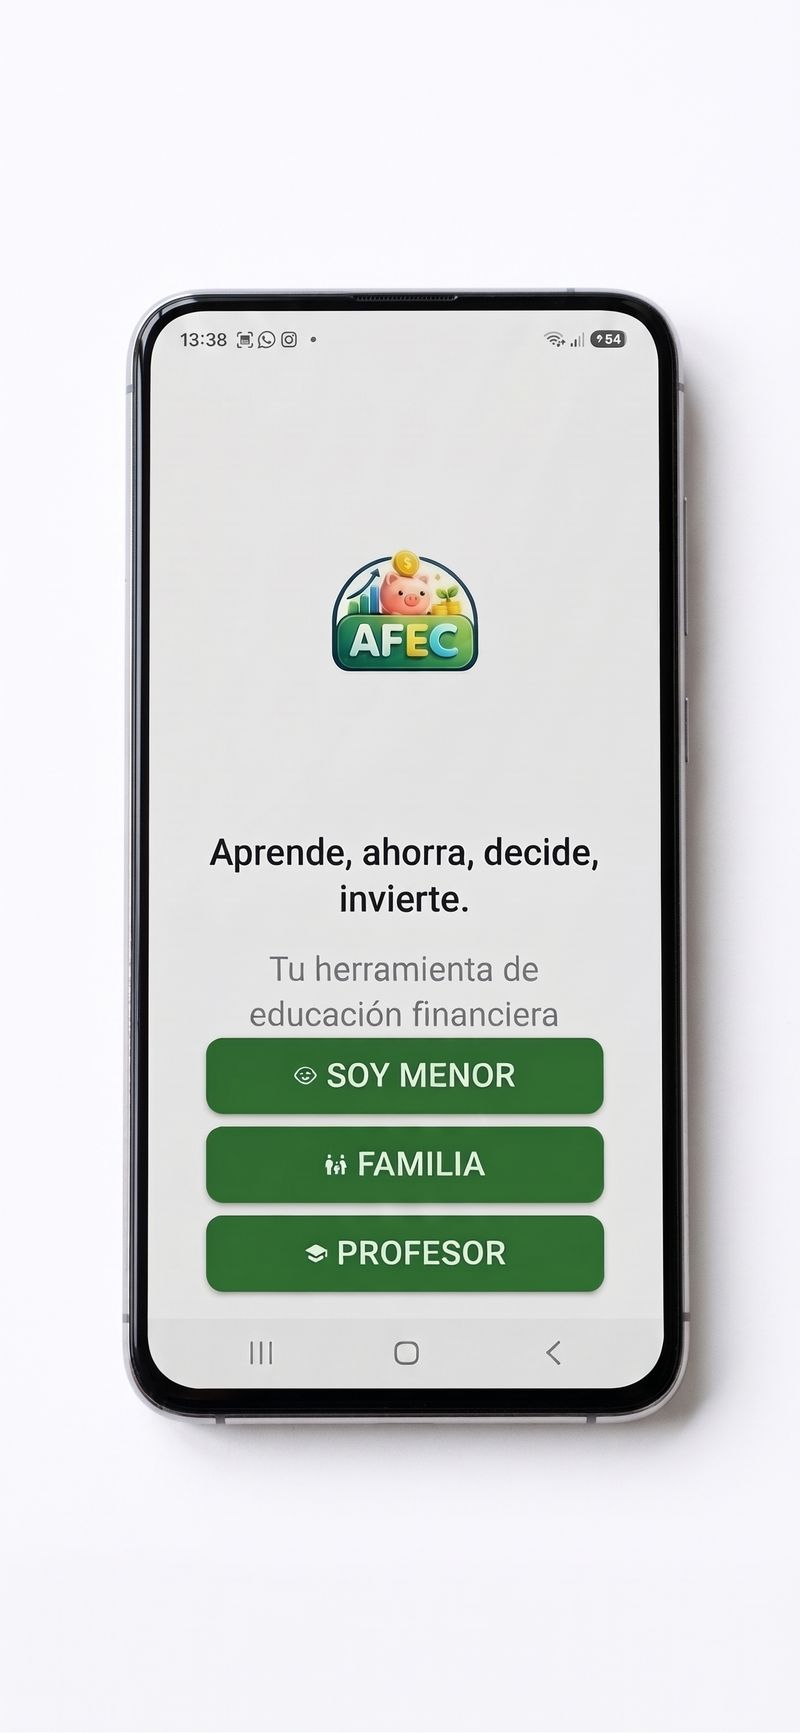 13:38
54
$
AFEC
Aprende, ahorra, decide,
invierte.
Tu herramienta de
educación financiera
SOY MENOR
FAMILIA
PROFESOR